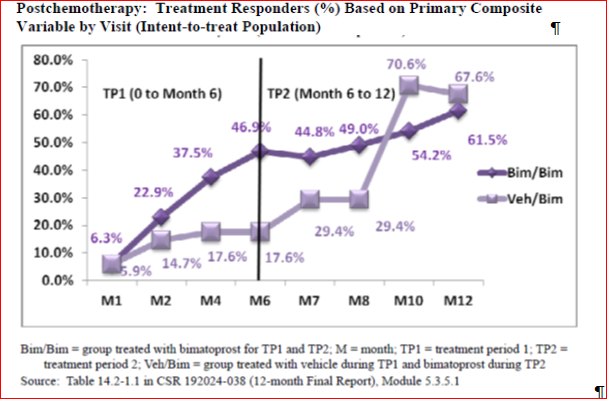 Postchemotherapy: Treatment Responders (%) Based on Primary Composite
Variable by Visit (Intent-to-treat Population) ¶
80.0%
70.0%
60.0%
50.0%
40.0%
30.0%
20.0%
10.0%
0.0%
TP1 (0 to Month 6)
TP2 (Month 6 to 12)
6.3%
22.9%
37.5%
46.9%
44.8%
49.0%
54.2%
61.5%
5.9%
14.7%
17.6%
17.6%
29.4%
29.4%
70.6%
67.6%
Bim/Bim
Veh/Bim
M1 M2 M4 M6 M7 M8 M10 M12
Bim/Bim = group treated with bimatoprost for TP1 and TP2; M = month; TP1 = treatment period 1; TP2 =
treatment period 2; Veh/Bim = group treated with vehicle during TP1 and bimatoprost during TP2
Source: Table 14.2-1.1 in CSR 192024-038 (12-month Final Report), Module 5.3.5.1
¶